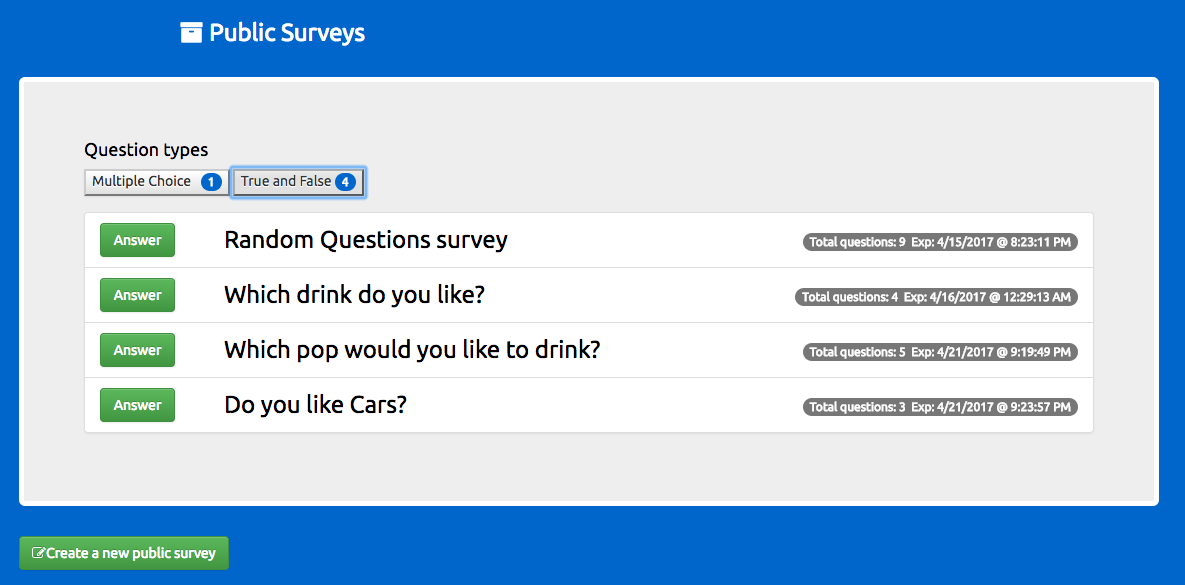 Public Surveys
Question types
Multiple Choice 1 True and False 4
Answer Random Questions survey Total questions: 9 Exp: 4/15/2017 @ 8:23:11 PM
Answer Which drink do you like? Total questions: 4 Exp: 4/16/2017 @ 12:29:13 AM
Answer Which pop would you like to drink? Total questions: 5 Exp: 4/21/2017 @ 9:19:49 PM
Answer Do you like Cars? Total questions: 3 Exp: 4/21/2017 @ 9:23:57 PM
Create a new public survey